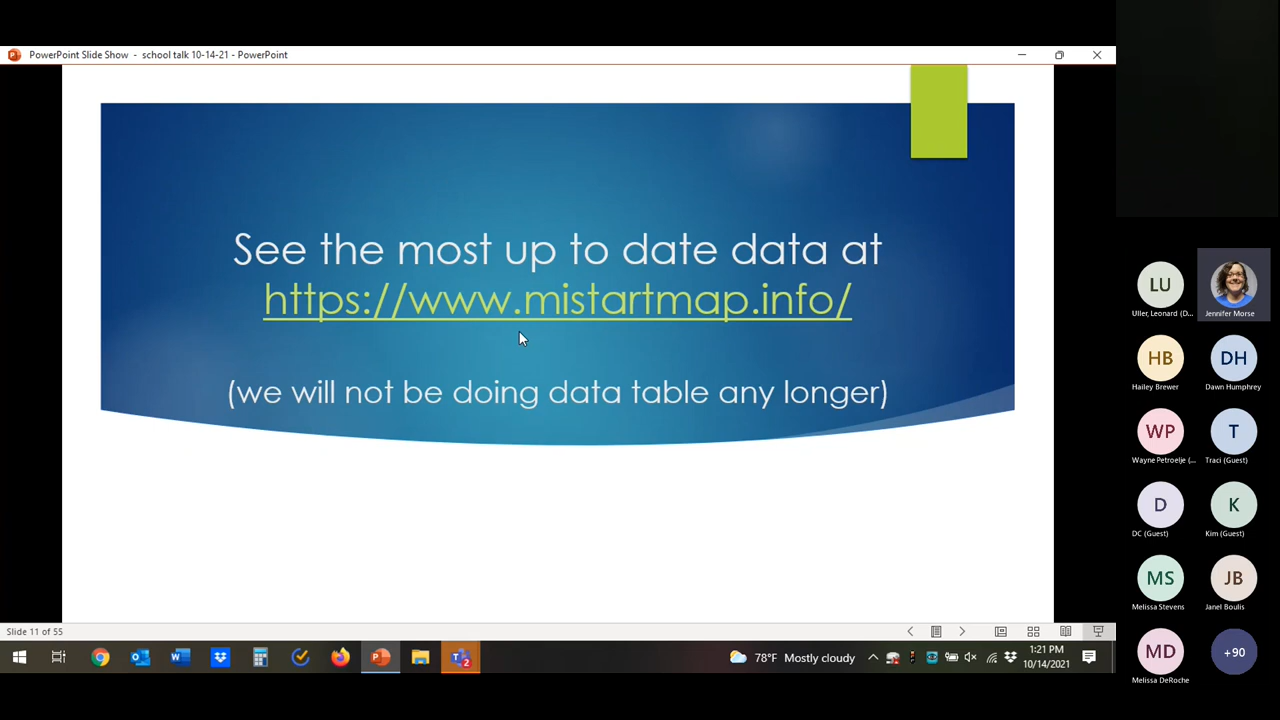 PowerPoint Slide Show - school talk 10-14-21 - PowerPoint
See the most up to date data at
https://www.mistartmap.info/
(we will not be doing data table any longer)
LU
Uller, Leonard (D...
Jennifer Morse
HB
Hailey Brewer
DH
Dawn Humphrey
WP
Wayne Petroelje (...
T
Traci (Guest)
D
DC (Guest)
K
Kim (Guest)
MS
Melissa Stevens
JB
Janel Boulis
MD
Melissa DeRoche
+90
Slide 11 of 55
78°F Mostly cloudy
1:21 PM
10/14/2021
2